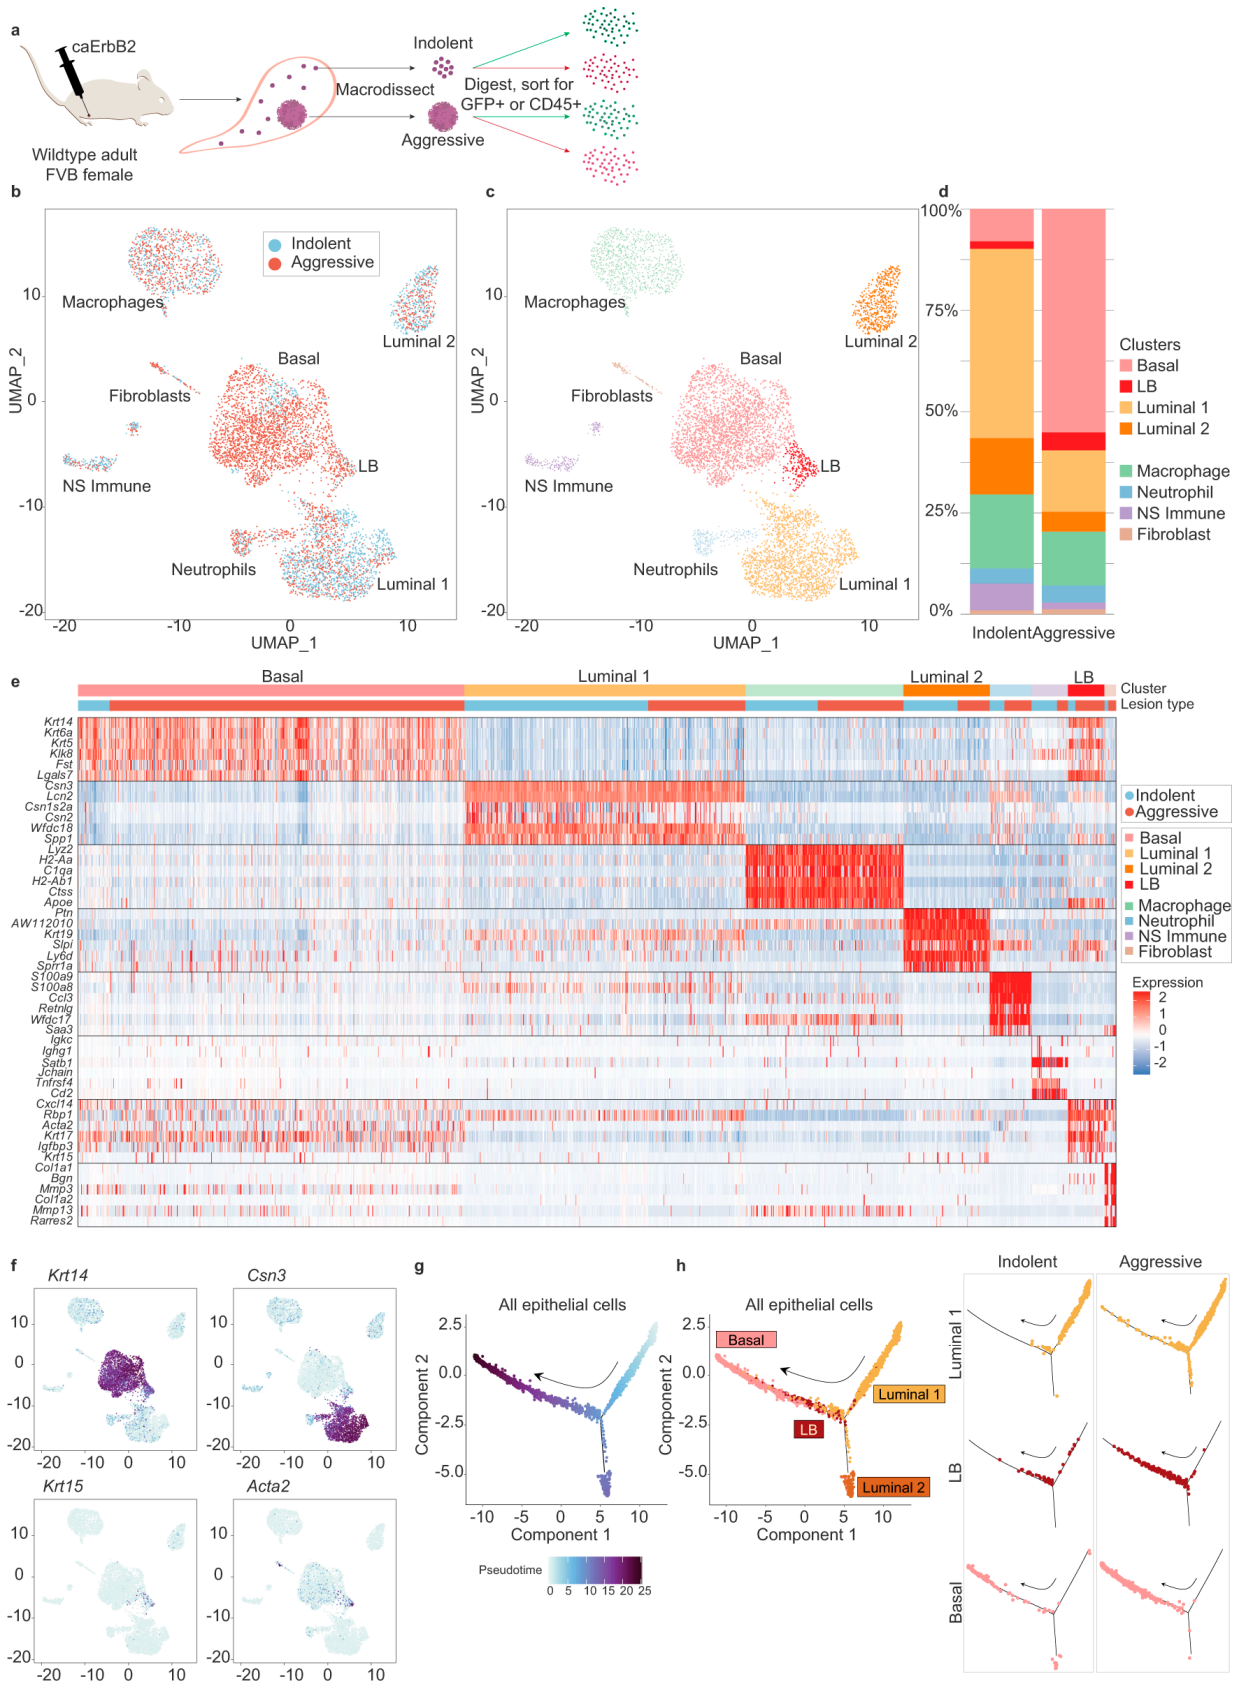 a
caErbB2
Wildtype adult
FVB female
Macrodissect
Indolent
Aggressive
Digest, sort for
GFP+ or CD45+
b
UMAP_2
10
0
-10
-20
-20
-10
0
10
UMAP_1
Indolent
Aggressive
Macrophages
Luminal 2
Basal
Fibroblasts
LB
NS Immune
Neutrophils
Luminal 1
c
UMAP_2
10
0
-10
-20
-20
-10
0
10
UMAP_1
Macrophages
Luminal 2
Basal
Fibroblasts
LB
NS Immune
Neutrophils
Luminal 1
d
100%
75%
50%
25%
0%
Indolent
Aggressive
Clusters
Basal
LB
Luminal 1
Luminal 2
Macrophage
Neutrophil
NS Immune
Fibroblast
e
Basal
Luminal 1
Luminal 2
LB
Cluster
Lesion type
Krt14
Krt6a
Krt5
Klk8
Fst
Lgals7
Csn3
Lcn2
Csn1s2a
Csn2
Wfdc18
Spp1
Lyz2
H2-Aa
C1qa
H2-Ab1
Ctss
Apoe
Ptn
AW112010
Krt19
Slpi
Ly6d
Sprr1a
S100a9
S100a8
Ccl3
Retnlg
Wfdc17
Saa3
Igkc
Ighg1
Satb1
Jchain
Tnfrsf4
Cd2
Cxcl14
Rbp1
Acta2
Krt17
Igfbp3
Krt15
Col1a1
Bgn
Mmp3
Col1a2
Mmp13
Rarres2
Indolent
Aggressive
Basal
Luminal 1
Luminal 2
LB
Macrophage
Neutrophil
NS Immune
Fibroblast
Expression
2
1
0
-1
-2
f
Krt14
10
0
-10
-20
-20
-10
0
10
Csn3
10
0
-10
-20
-20
-10
0
10
Krt15
10
0
-10
-20
-20
-10
0
10
Acta2
10
0
-10
-20
-20
-10
0
10
g
All epithelial cells
Component 2
2.5
0.0
-2.5
-5.0
-10
-5
0
5
10
Component 1
Pseudotime
0 5 10 15 20 25
h
All epithelial cells
Component 2
2.5
0.0
-2.5
-5.0
-10
-5
0
5
10
Component 1
Basal
Luminal 1
LB
Luminal 2
Indolent
Aggressive
Luminal 1
LB
Basal